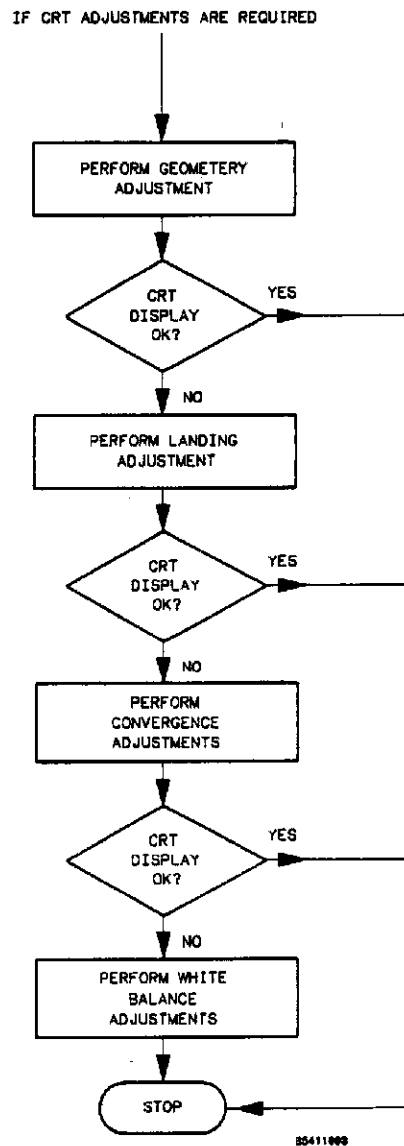 IF CRT ADJUSTMENTS ARE REQUIRED
PERFORM GEOMETERY
ADJUSTMENT
CRT
DISPLAY
OK?
YES
NO
PERFORM LANDING
ADJUSTMENT
CRT
DISPLAY
OK?
YES
NO
PERFORM
CONVERGENCE
ADJUSTMENTS
CRT
DISPLAY
OK?
YES
NO
PERFORM WHITE
BALANCE
ADJUSTMENTS
STOP